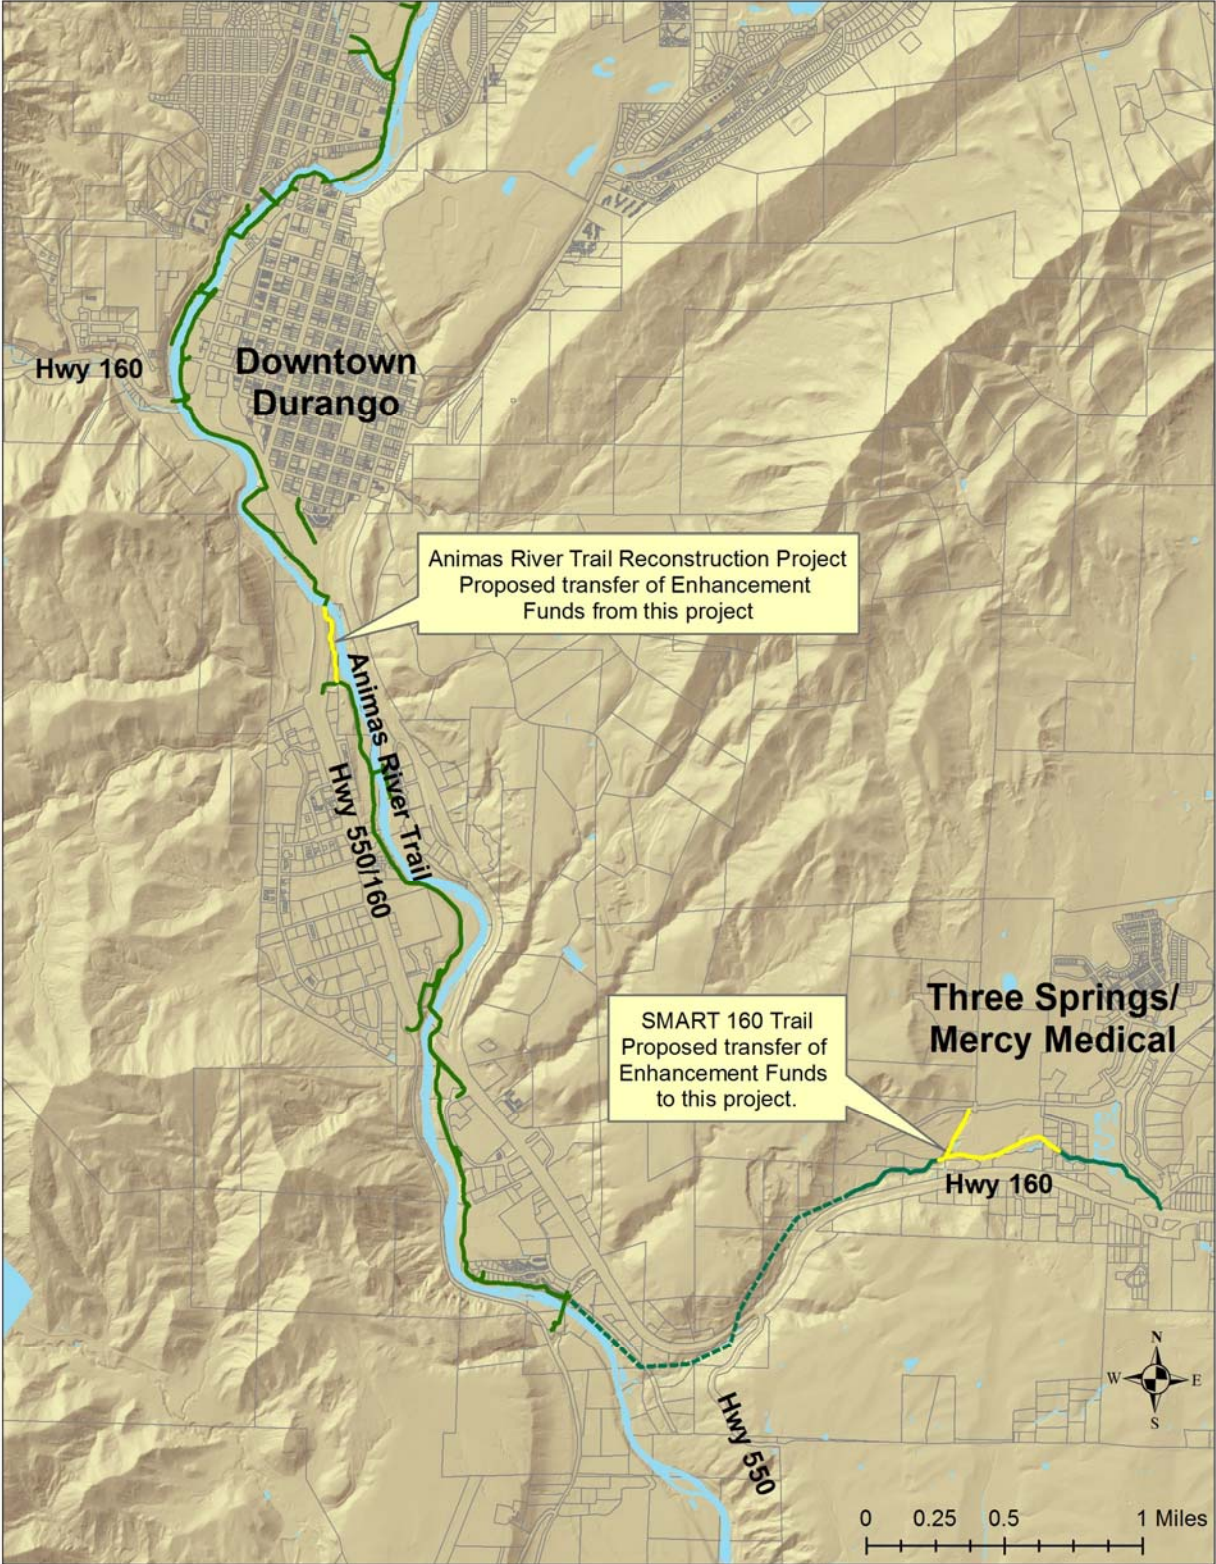 Hwy 160
Downtown
Durango
Animas River Trail Reconstruction Project
Proposed transfer of Enhancement
Funds from this project
Animas River Trail
Hwy 550/160
Three Springs/
Mercy Medical
SMART 160 Trail
Proposed transfer of
Enhancement Funds
to this project.
Hwy 160
Hwy 550
N
W E
S
0 0.25 0.5 1 Miles